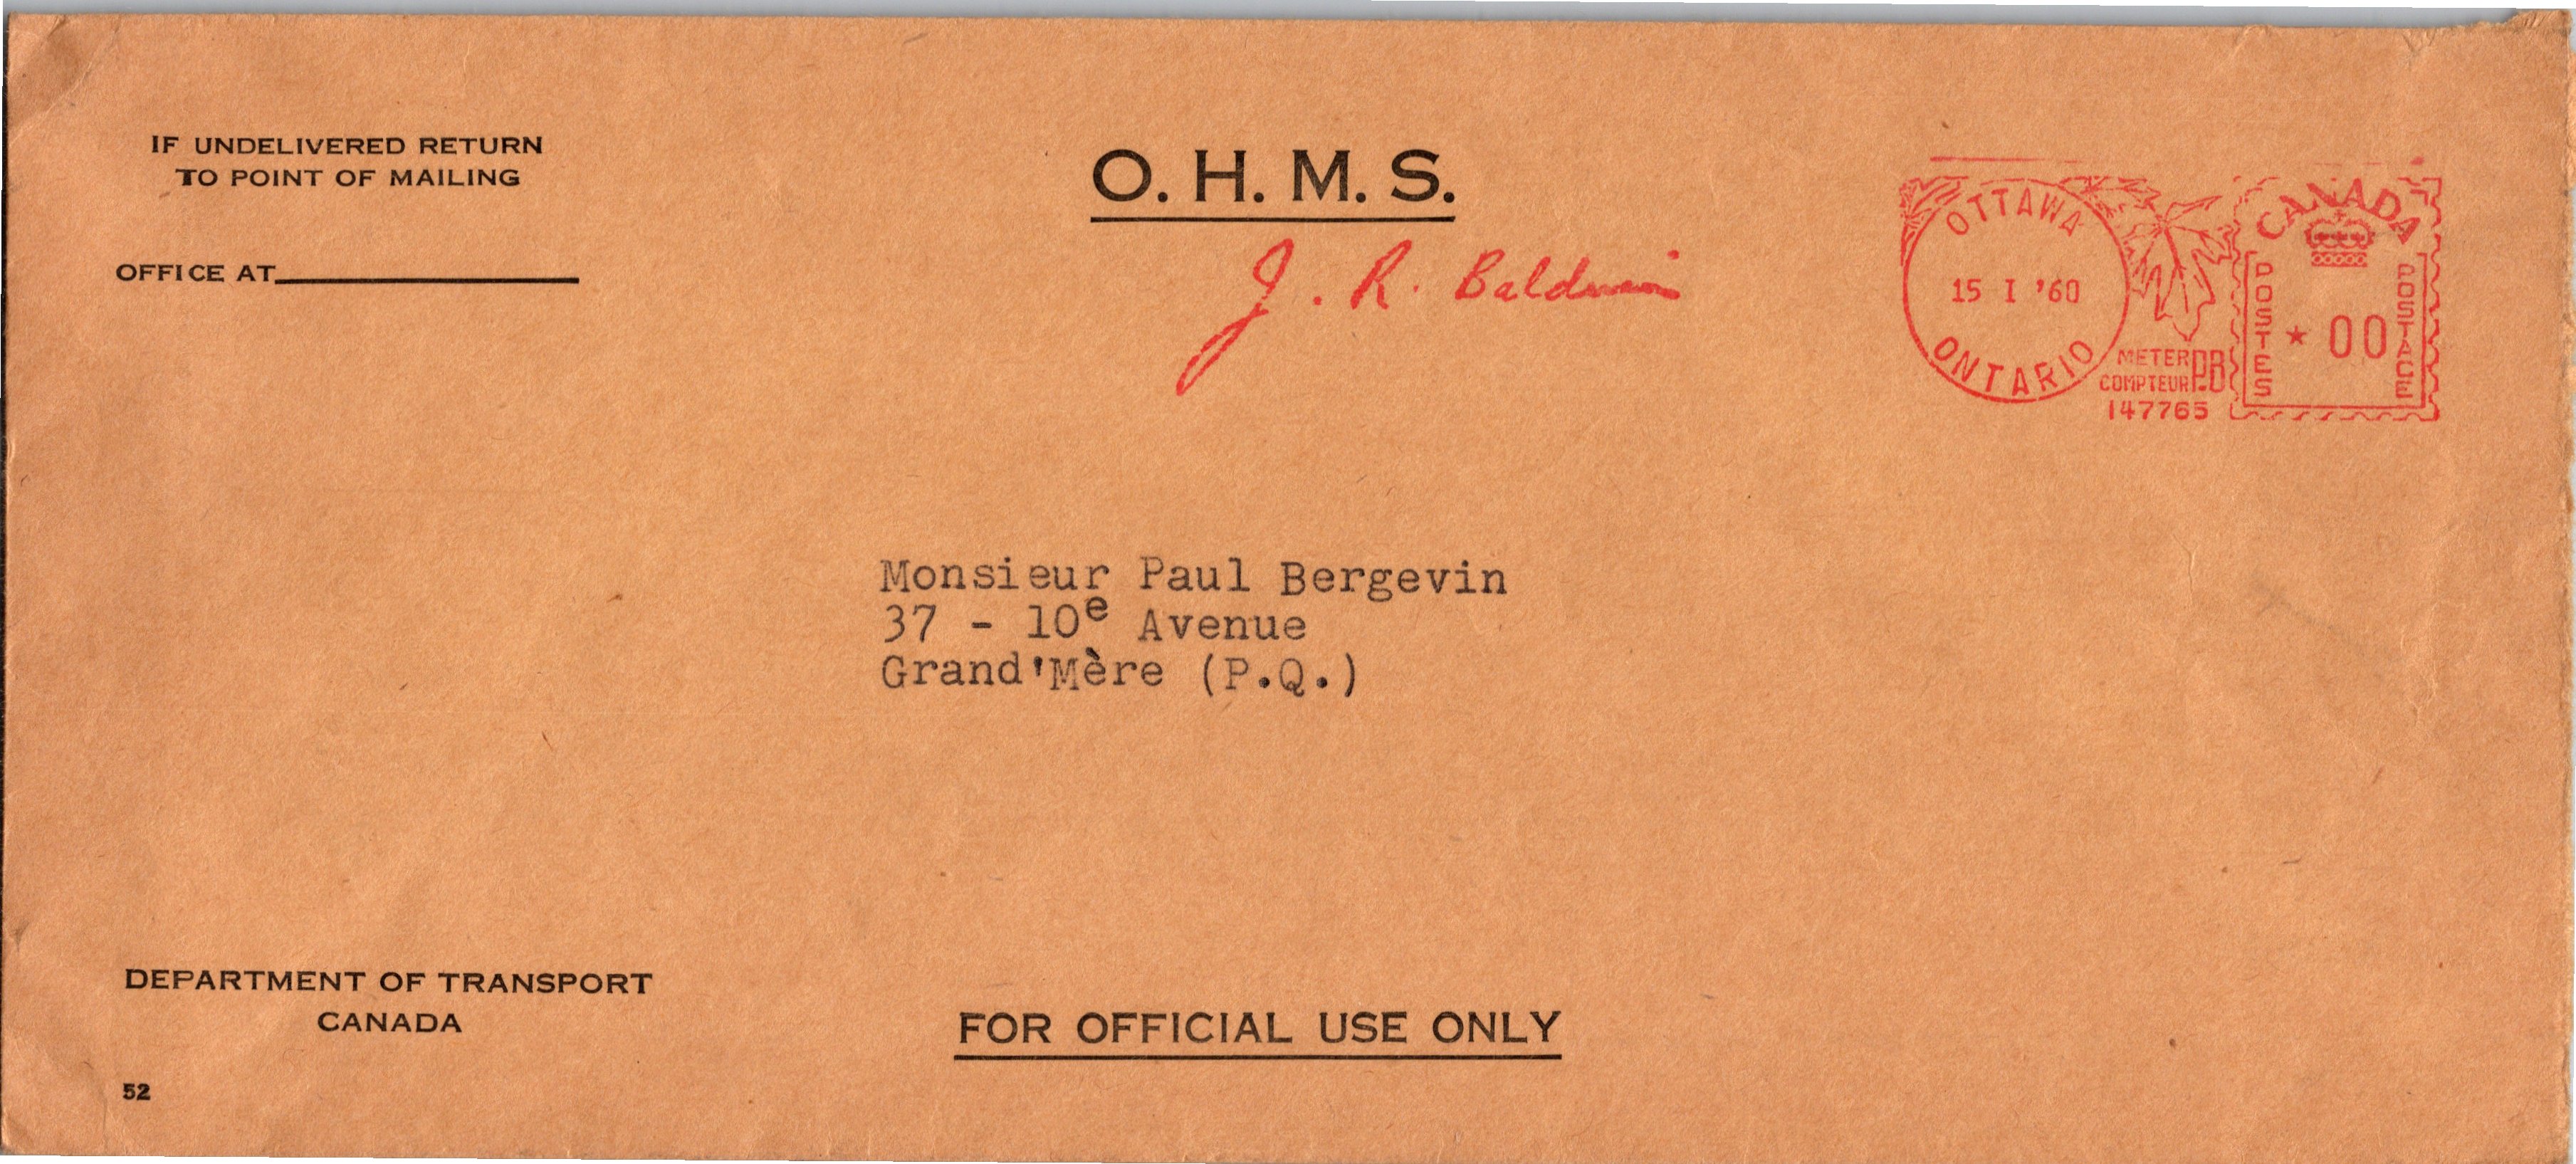 IF UNDELIVERED RETURN
TO POINT OF MAILING
OFFICE AT
O. H. M. S.
J. R. Baldwin
OTTAWA
15 I '60
ONTARIO
METER
COMPTEUR
PB
147765
CANADA
POSTES
* 00
POSTAGE
Monsieur Paul Bergevin
37 - 10e Avenue
Grand'Mère (P.Q.)
DEPARTMENT OF TRANSPORT
CANADA
FOR OFFICIAL USE ONLY
52